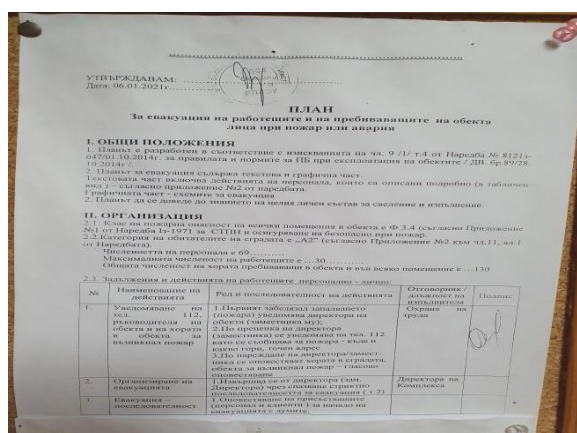 УТВЪРЖДАВАМ:
Дата: 06.01.2021г.
ПЛАН
За евакуация на работещите и на пребиваващите на обекта
лица при пожар или авария
I. ОБЩИ ПОЛОЖЕНИЯ
1. Планът е разработен в съответствие с изискванията на чл. 9 /1/ т.4 от Наредба № 8121з-
647/01.10.2014г. за правилата и нормите за ПБ при експлоатация на обектите / ДВ. бр.89/28.
10.2014г /.
2. Планът за евакуация съдържа текстова и графична част.
Текстовата част включва действията на персонала, които са описани подробно (в табличен
вид ) – съгласно приложение №2 от наредбата.
Графичната част - схемите за евакуация
2. Планът да се доведе до знанието на целия личен състав за сведение и изпълнение.
II. ОРГАНИЗАЦИЯ
2.1. Клас на пожарна опасност на всички помещения в обекта е Ф 3.4 (съгласно Приложение
№1 от Наредба Iз-1971 за СТПН и осигуряване на безопасно при пожар.
2.2.Категория на обитателите на сградата е „А2" (съгласно Приложение №2 към чл.11, ал.1
от Наредбата).
Числеността на персонала е 69..........
Максималната численост на работещите е ...30..........
Общата численост на хората пребиваващи в обекта и във всяко помещение е ...130
2.3. Задължения и действията на работещите персонално - лично:
№ Наименование на действията Ред и последователност на действията Отговорник / длъжност на изпълнителя Подпис
1. Уведомяване на тел. 112, ръководителя на обекта и на хората в обекта за възникнал пожар
1.Първият забелязал запалването (пожара) уведомява директора на обекта (заместника му);
2.По преценка на директора (заместника) се уведомява на тел. 112 като се съобщава за пожара - къде и какво гори, точен адрес
3.По нареждане на директора/заместника се оповестяват хората в сградата, обекта за възникнал пожар – гласово оповестяване
Охрана на труда
2. Организиране на евакуацията
1.Извършва се от директора (зам. Директора) чрез спазване стриктно последователността за евакуация ( т.2)
Директора на Комплекса
3. Евакуация – последователност
1.Оповестяване на присъстващите (персонал и клиенти ) за начало на евакуацията с думите: